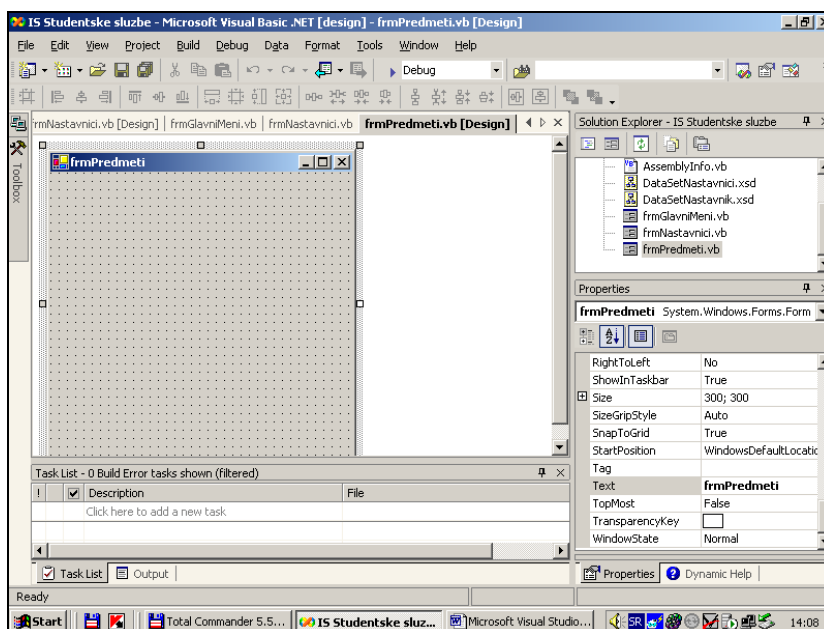 IS Studentske sluzbe - Microsoft Visual Basic .NET [design] - frmPredmeti.vb [Design]
File Edit View Project Build Debug Data Format Tools Window Help
Debug
frmNastavnici.vb [Design] frmGlavniMeni.vb frmNastavnici.vb frmPredmeti.vb [Design]
Toolbox
frmPredmeti
Solution Explorer - IS Studentske sluzbe
AssemblyInfo.vb
DataSetNastavnici.xsd
DataSetNastavnik.xsd
frmGlavniMeni.vb
frmNastavnici.vb
frmPredmeti.vb
Properties
frmPredmeti System.Windows.Forms.Form
RightToLeft No
ShowInTaskbar True
Size 300; 300
SizeGripStyle Auto
SnapToGrid True
StartPosition WindowsDefaultLocatic
Tag
Text frmPredmeti
TopMost False
TransparencyKey
WindowState Normal
Task List - 0 Build Error tasks shown (filtered)
! Description File
Click here to add a new task
Task List Output
Properties Dynamic Help
Ready
Start Total Commander 5.5... IS Studentske sluz... Microsoft Visual Studio... SR 14:08